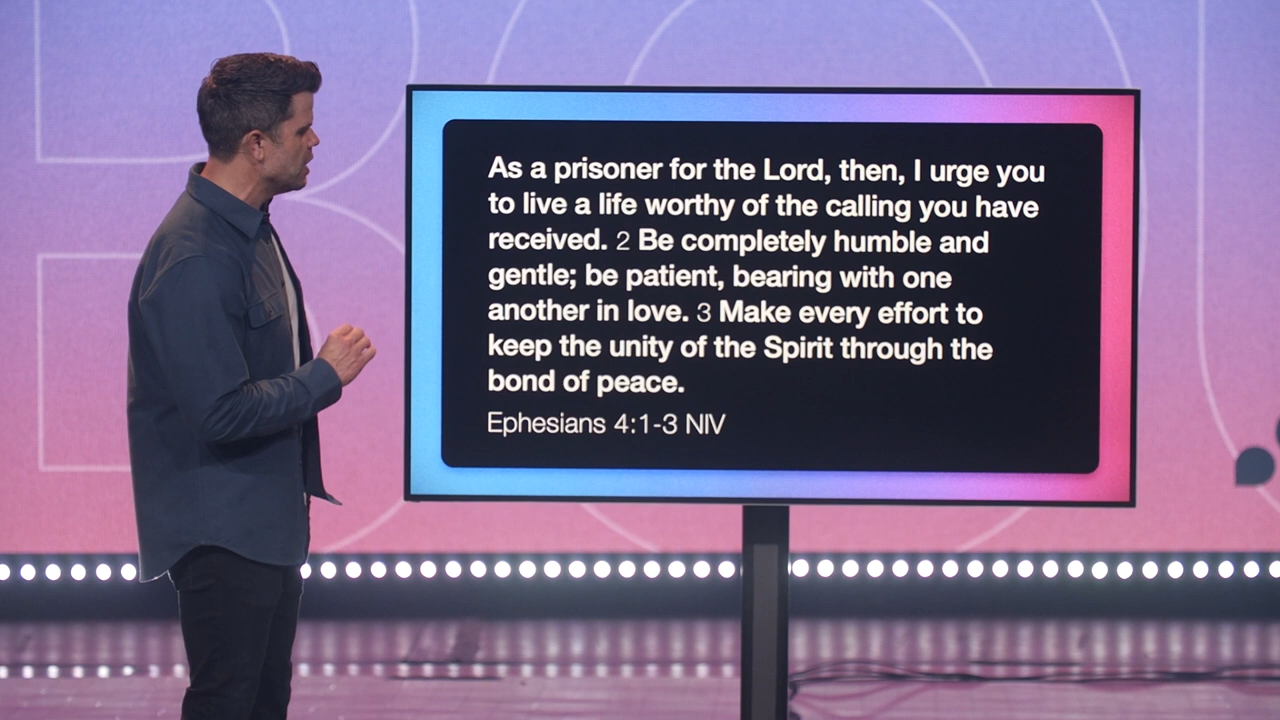 As a prisoner for the Lord, then, I urge you
to live a life worthy of the calling you have
received. 2 Be completely humble and
gentle; be patient, bearing with one
another in love. 3 Make every effort to
keep the unity of the Spirit through the
bond of peace.
Ephesians 4:1-3 NIV